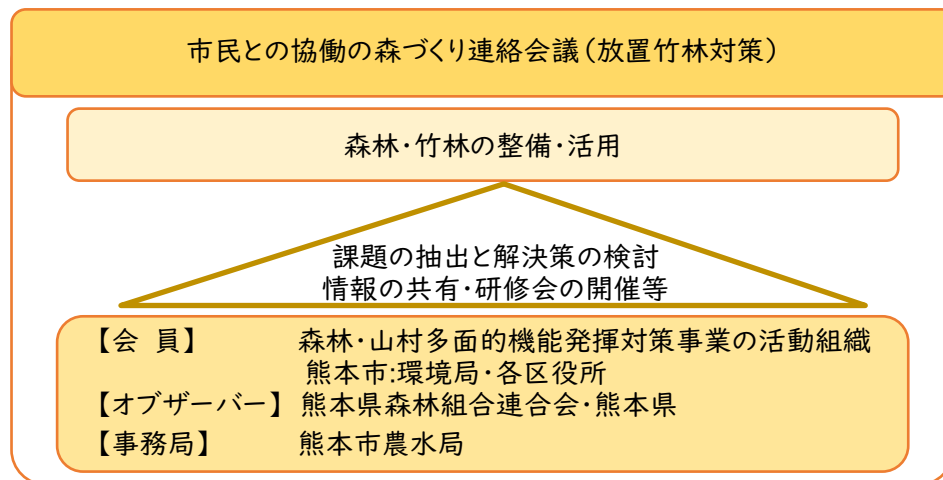 市民との協働の森づくり連絡会議(放置竹林対策)
森林・竹林の整備・活用
課題の抽出と解決策の検討
情報の共有・研修会の開催等
【会 員】 森林・山村多面的機能発揮対策事業の活動組織
熊本市:環境局・各区役所
【オブザーバー】 熊本県森林組合連合会・熊本県
【事務局】 熊本市農水局